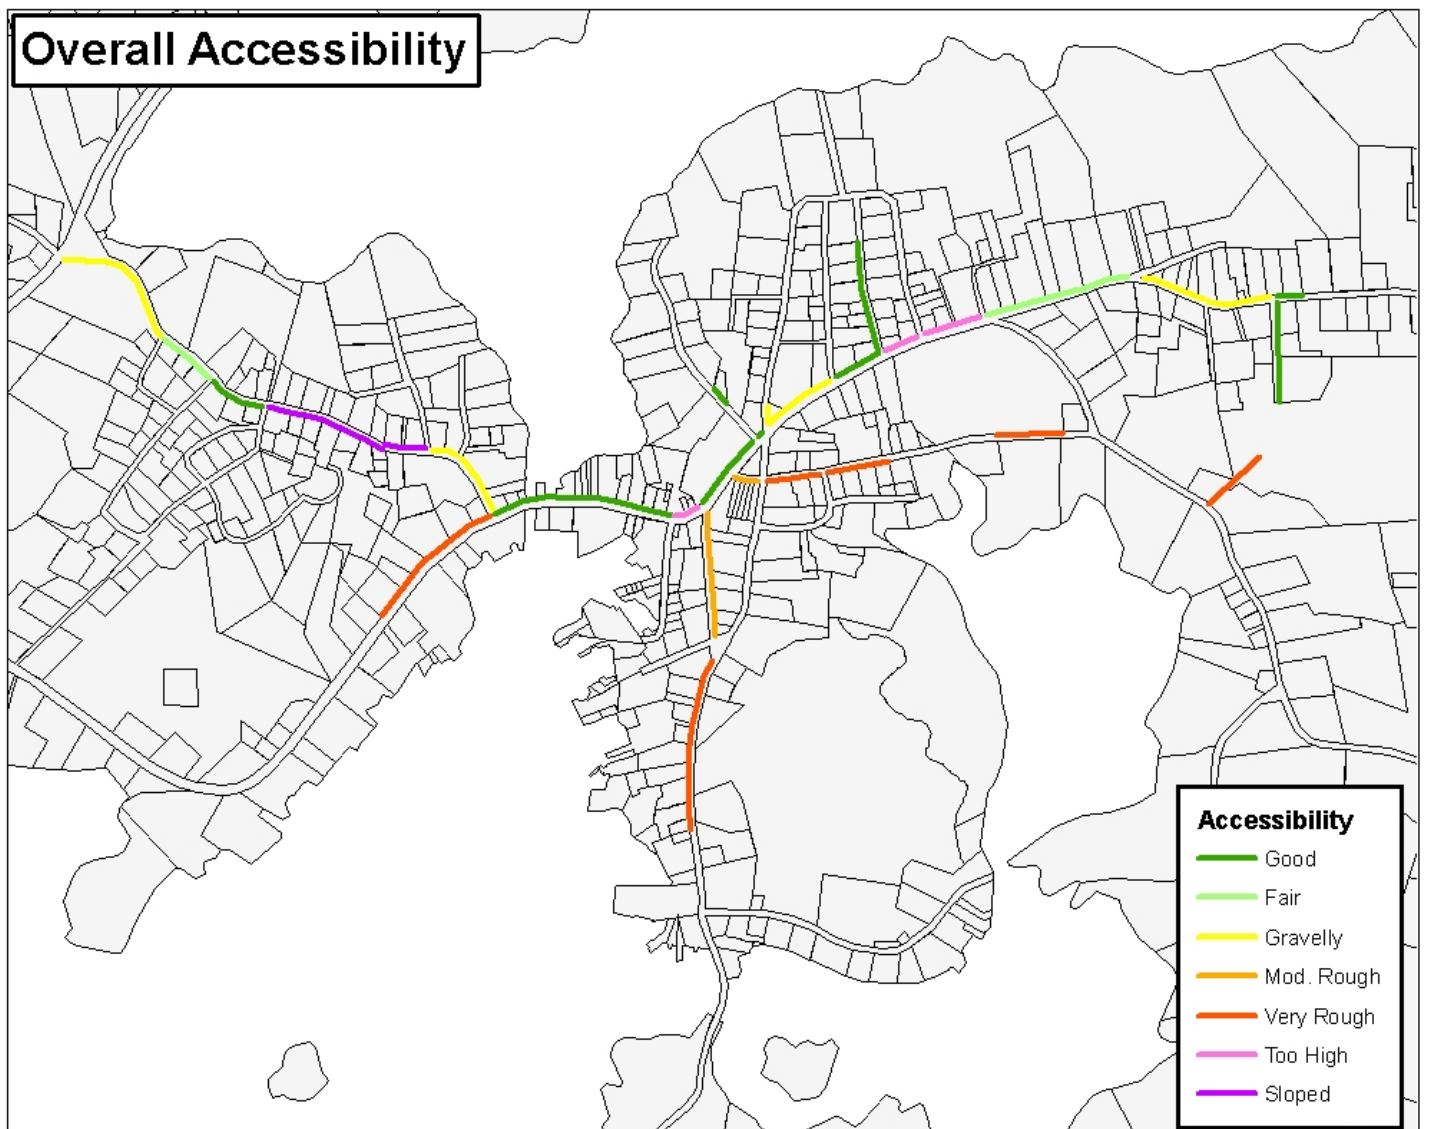 Overall Accessibility
Accessibility
Good
Fair
Gravelly
Mod. Rough
Very Rough
Too High
Sloped